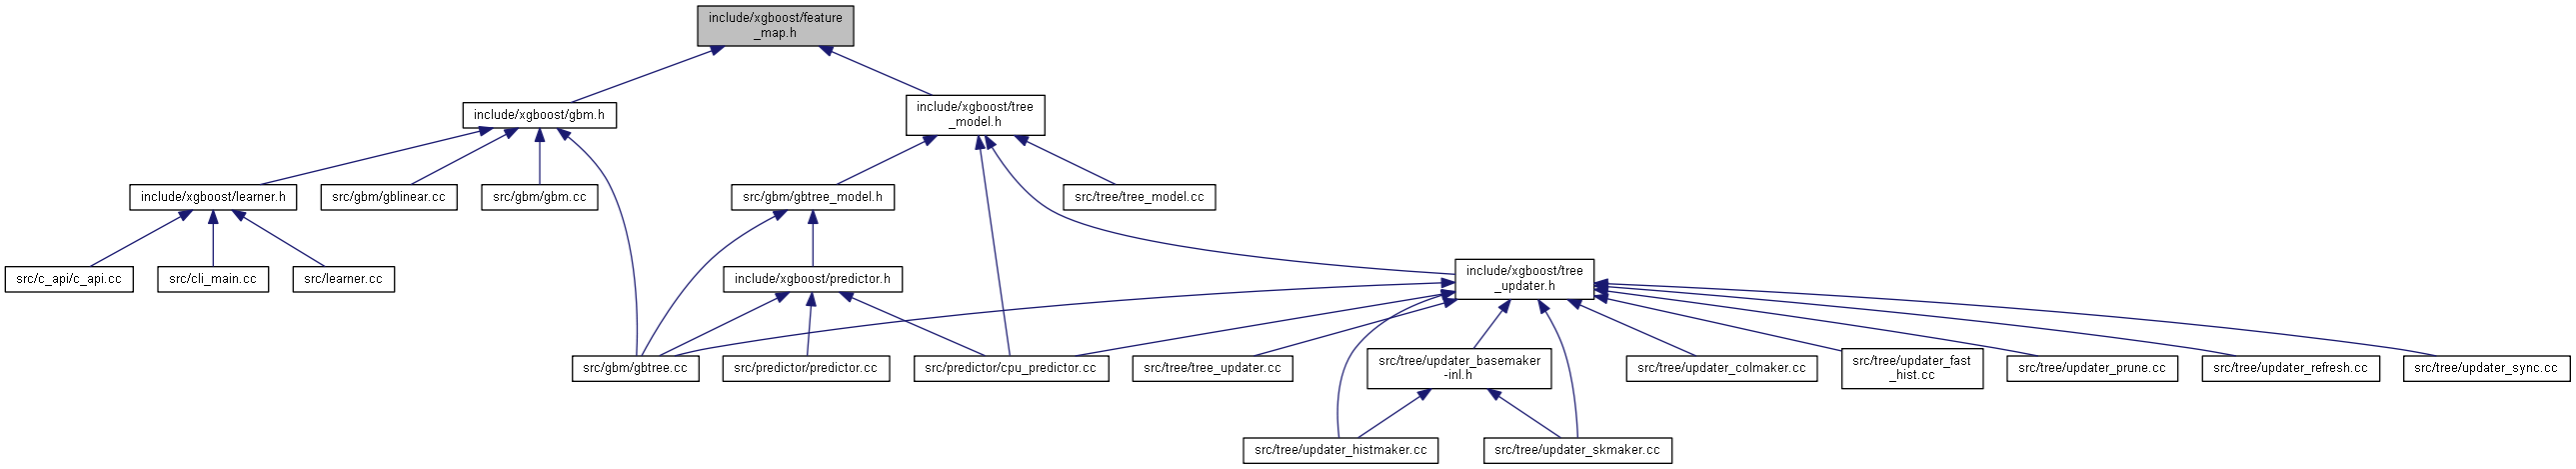 include/xgboost/feature
_map.h
include/xgboost/gbm.h
include/xgboost/tree
_model.h
include/xgboost/learner.h
src/gbm/gblinear.cc
src/gbm/gbm.cc
src/gbm/gbtree_model.h
src/tree/tree_model.cc
src/c_api/c_api.cc
src/cli_main.cc
src/learner.cc
include/xgboost/predictor.h
include/xgboost/tree
_updater.h
src/gbm/gbtree.cc
src/predictor/predictor.cc
src/predictor/cpu_predictor.cc
src/tree/tree_updater.cc
src/tree/updater_basemaker
-inl.h
src/tree/updater_colmaker.cc
src/tree/updater_fast
_hist.cc
src/tree/updater_prune.cc
src/tree/updater_refresh.cc
src/tree/updater_sync.cc
src/tree/updater_histmaker.cc
src/tree/updater_skmaker.cc